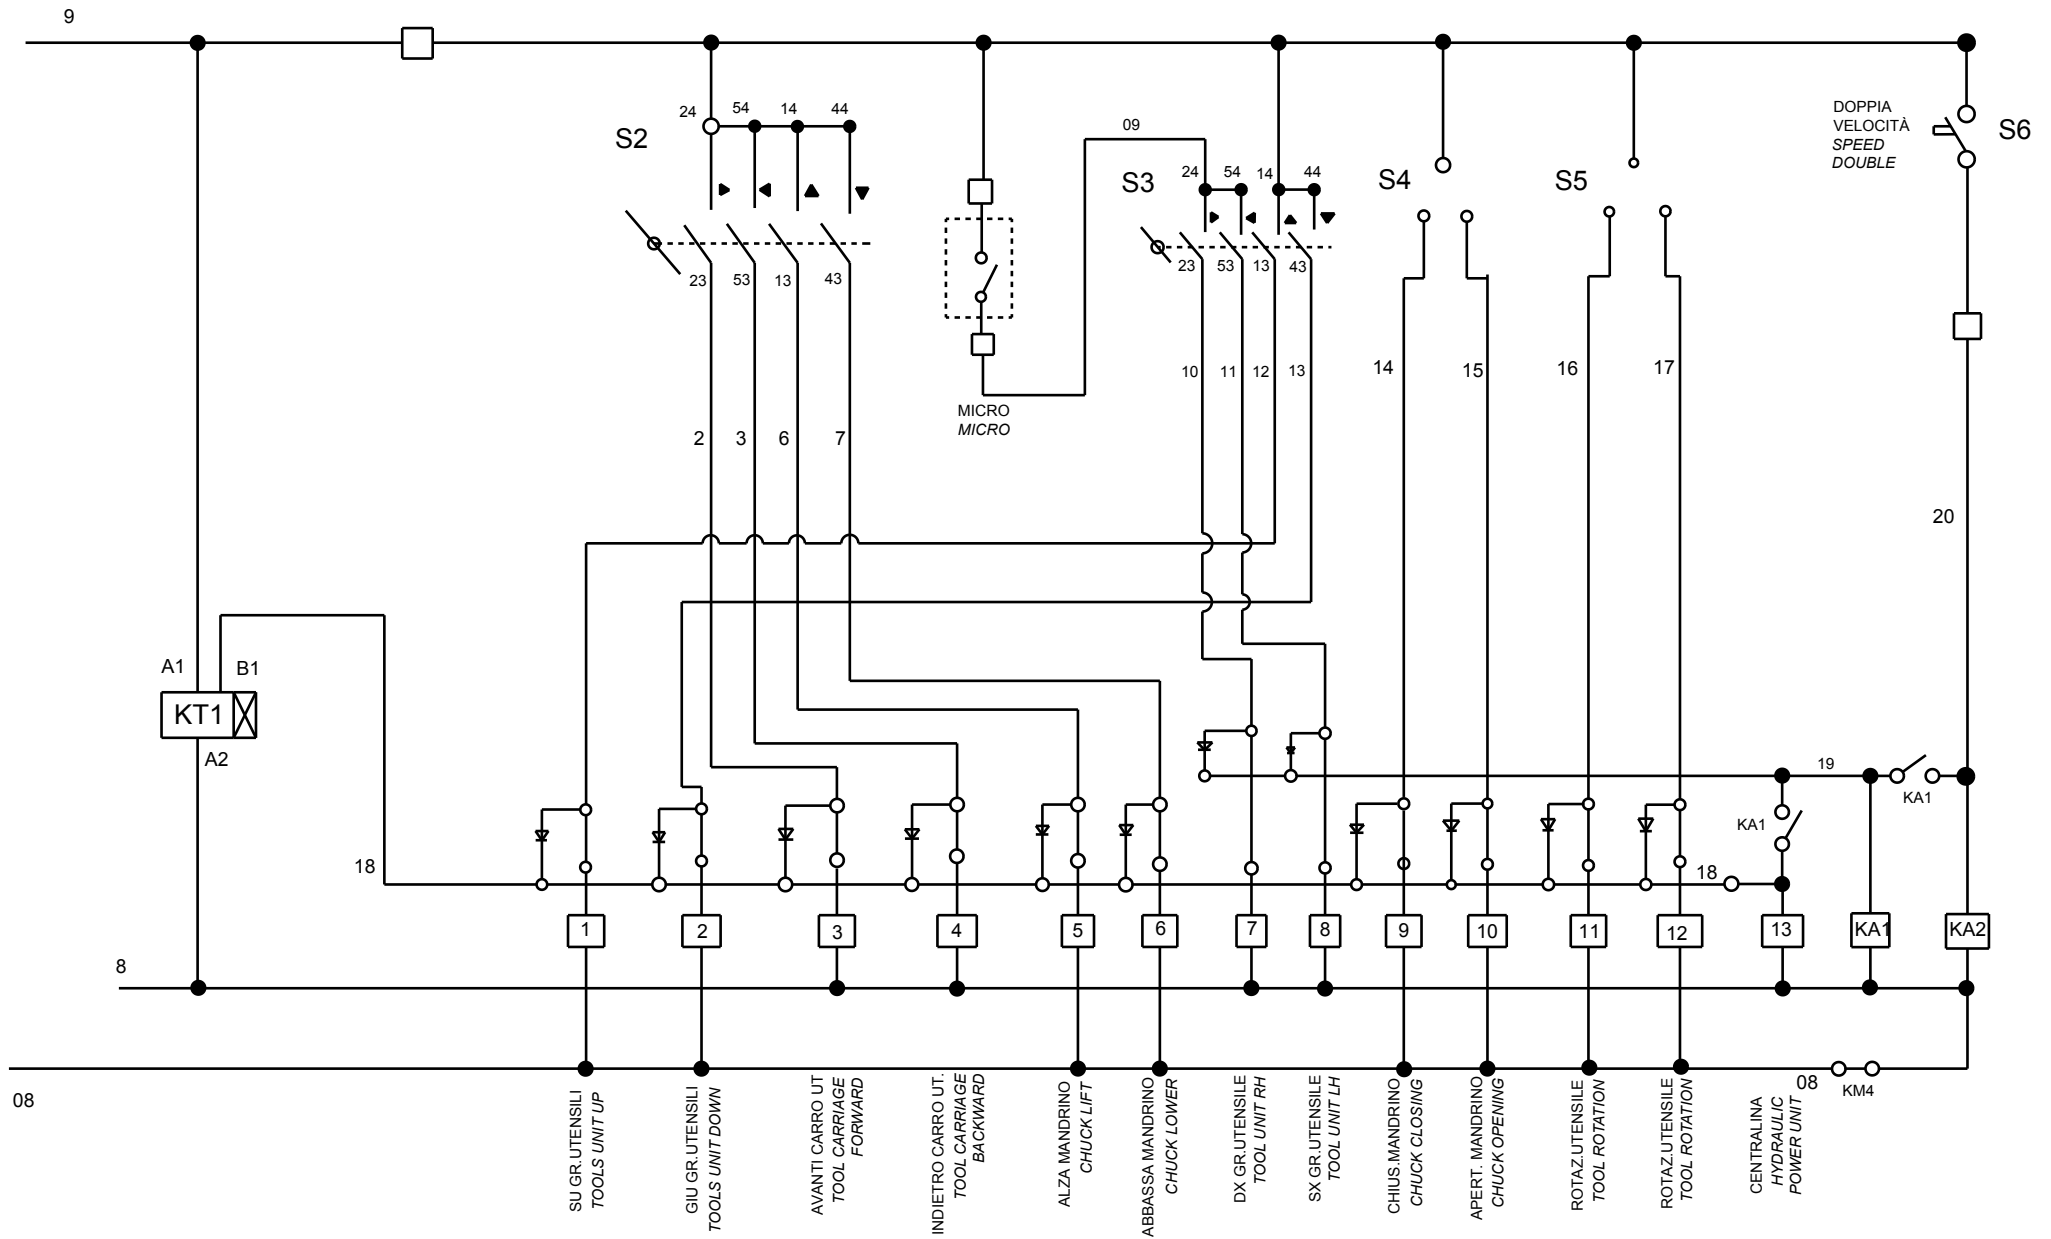 9
S2
24
54
14
44
23
53
13
43
2
3
6
7
MICRO
MICRO
09
S3
24
54
14
44
23
53
13
43
10
11
12
13
S4
14
15
S5
16
17
DOPPIA
VELOCITÀ
SPEED
DOUBLE
S6
20
A1
B1
KT1
A2
18
19
KA1
KA1
18
1
2
3
4
5
6
7
8
9
10
11
12
13
KA1
KA2
8
08
08
KM4
SU GR.UTENSILI
TOOLS UNIT UP
GIU GR.UTENSILI
TOOLS UNIT DOWN
AVANTI CARRO UT
TOOL CARRIAGE
FORWARD
INDIETRO CARRO UT.
TOOL CARRIAGE
BACKWARD
ALZA MANDRINO
CHUCK LIFT
ABBASSA MANDRINO
CHUCK LOWER
DX GR.UTENSILE
TOOL UNIT RH
SX GR.UTENSILE
TOOL UNIT LH
CHIUS.MANDRINO
CHUCK CLOSING
APERT. MANDRINO
CHUCK OPENING
ROTAZ.UTENSILE
TOOL ROTATION
ROTAZ.UTENSILE
TOOL ROTATION
CENTRALINA
HYDRAULIC
POWER UNIT